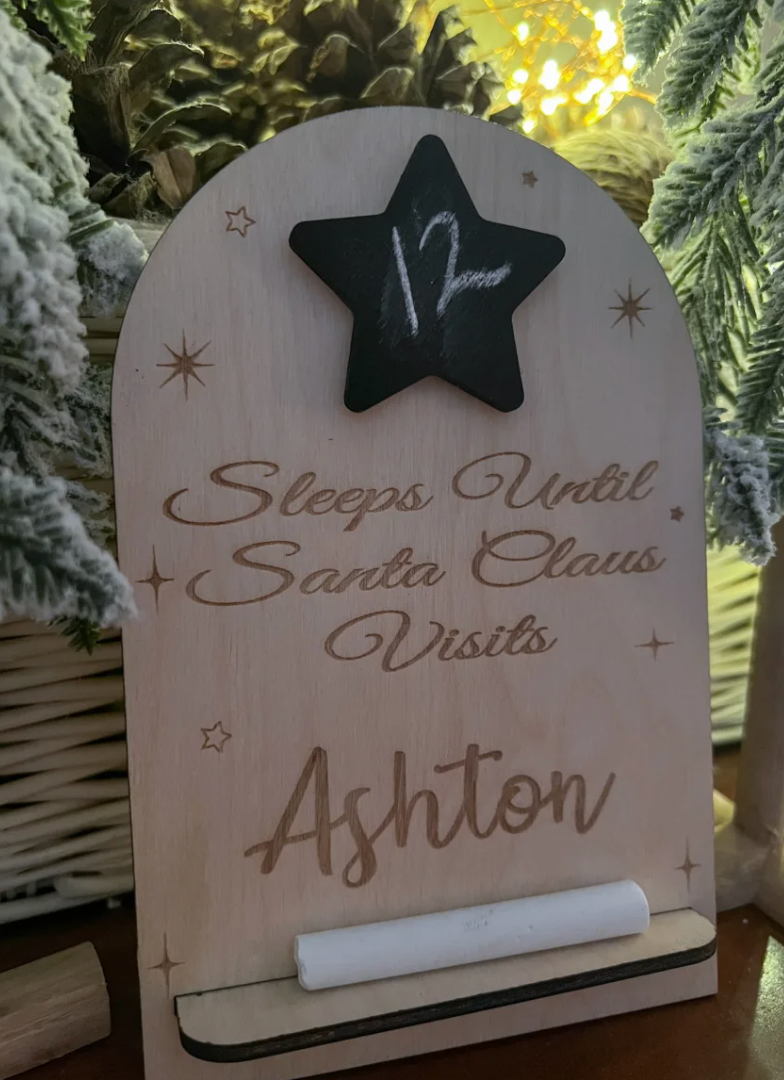 12
Sleeps Until
Santa Claus
Visits
Ashton